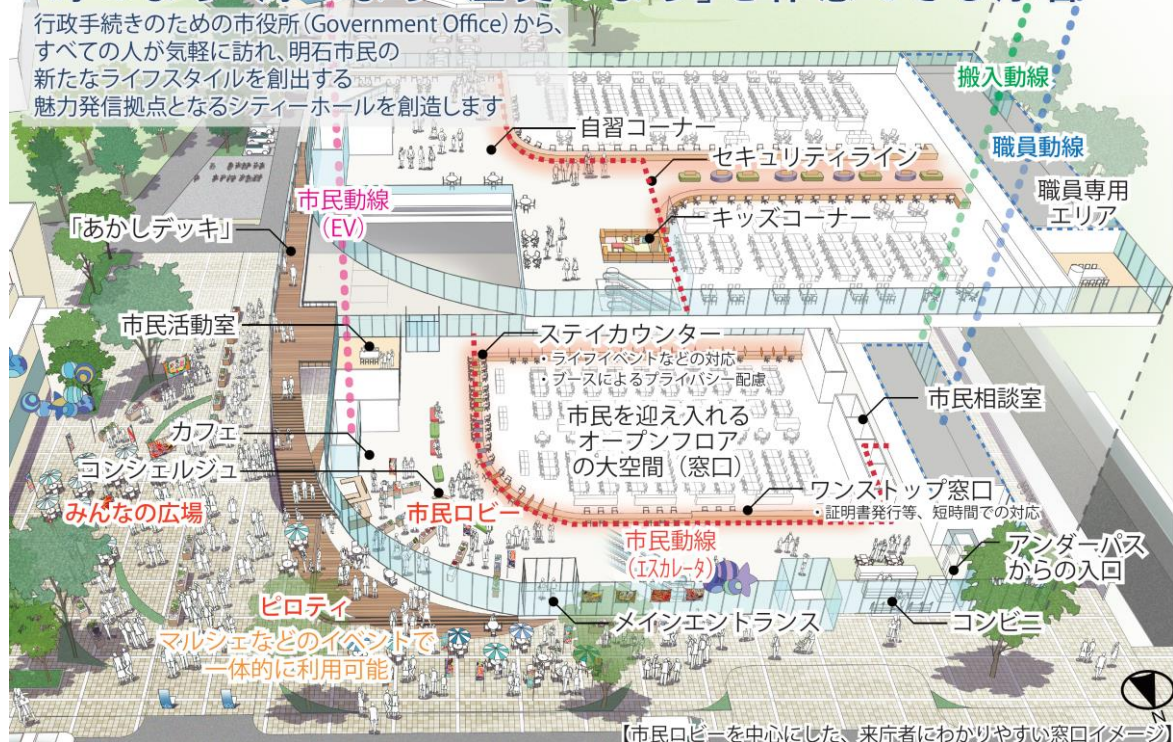 行政手続きのための市役所（Government Office）から、
すべての人が気軽に訪れ、明石市民の
新たなライフスタイルを創出する
魅力発信拠点となるシティーホールを創造します
搬入動線
自習コーナー
セキュリティライン
職員動線
市民動線
（EV）
職員専用
エリア
「あかしデッキ」
キッズコーナー
市民活動室
ステイカウンター
・ライフイベントなどの対応
・ブースによるプライバシー配慮
市民相談室
市民を迎え入れる
オープンフロア
の大空間（窓口）
カフェ
コンシェルジュ
みんなの広場
市民ロビー
ワンストップ窓口
・証明書発行等、短時間での対応
市民動線
（エスカレータ）
アンダーパス
からの入口
ピロティ
メインエントランス
コンビニ
マルシェなどのイベントで
一体的に利用可能
N
【市民ロビーを中心にした、来庁者にわかりやすい窓口イメージ】